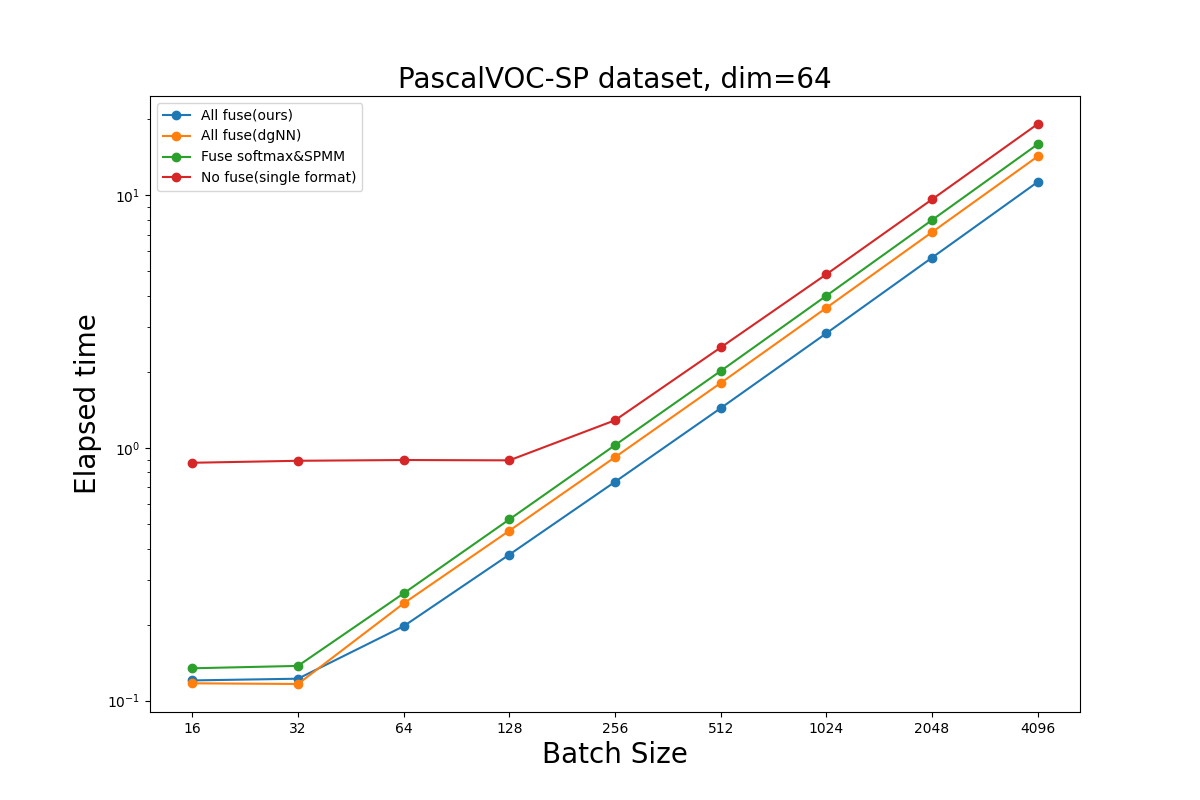 PascalVOC-SP dataset, dim=64
All fuse(ours)
All fuse(dgNN)
Fuse softmax&SPMM
No fuse(single format)
Elapsed time
10¹
10⁰
10⁻¹
16 32 64 128 256 512 1024 2048 4096
Batch Size